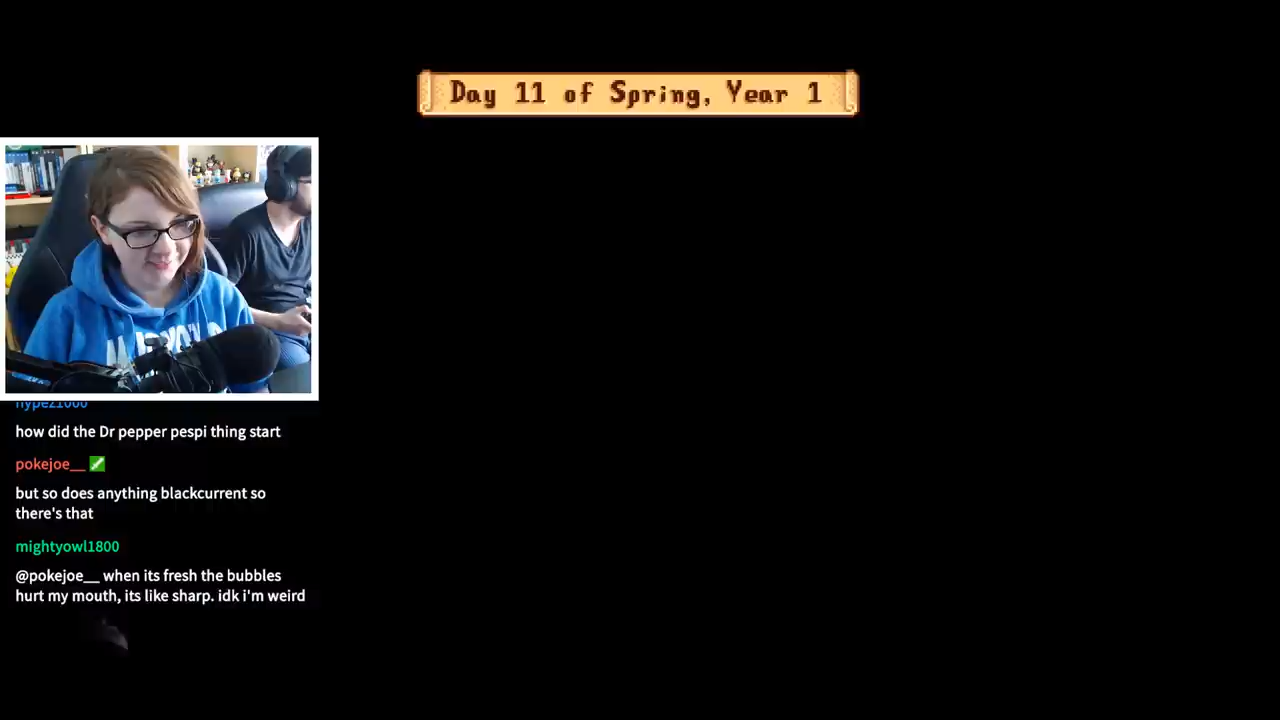 Day 11 of Spring, Year 1
hype21000
how did the Dr pepper pespi thing start
pokejoe__
but so does anything blackcurrent so
there's that
mightyowl1800
@pokejoe__ when its fresh the bubbles
hurt my mouth, its like sharp. idk i'm weird